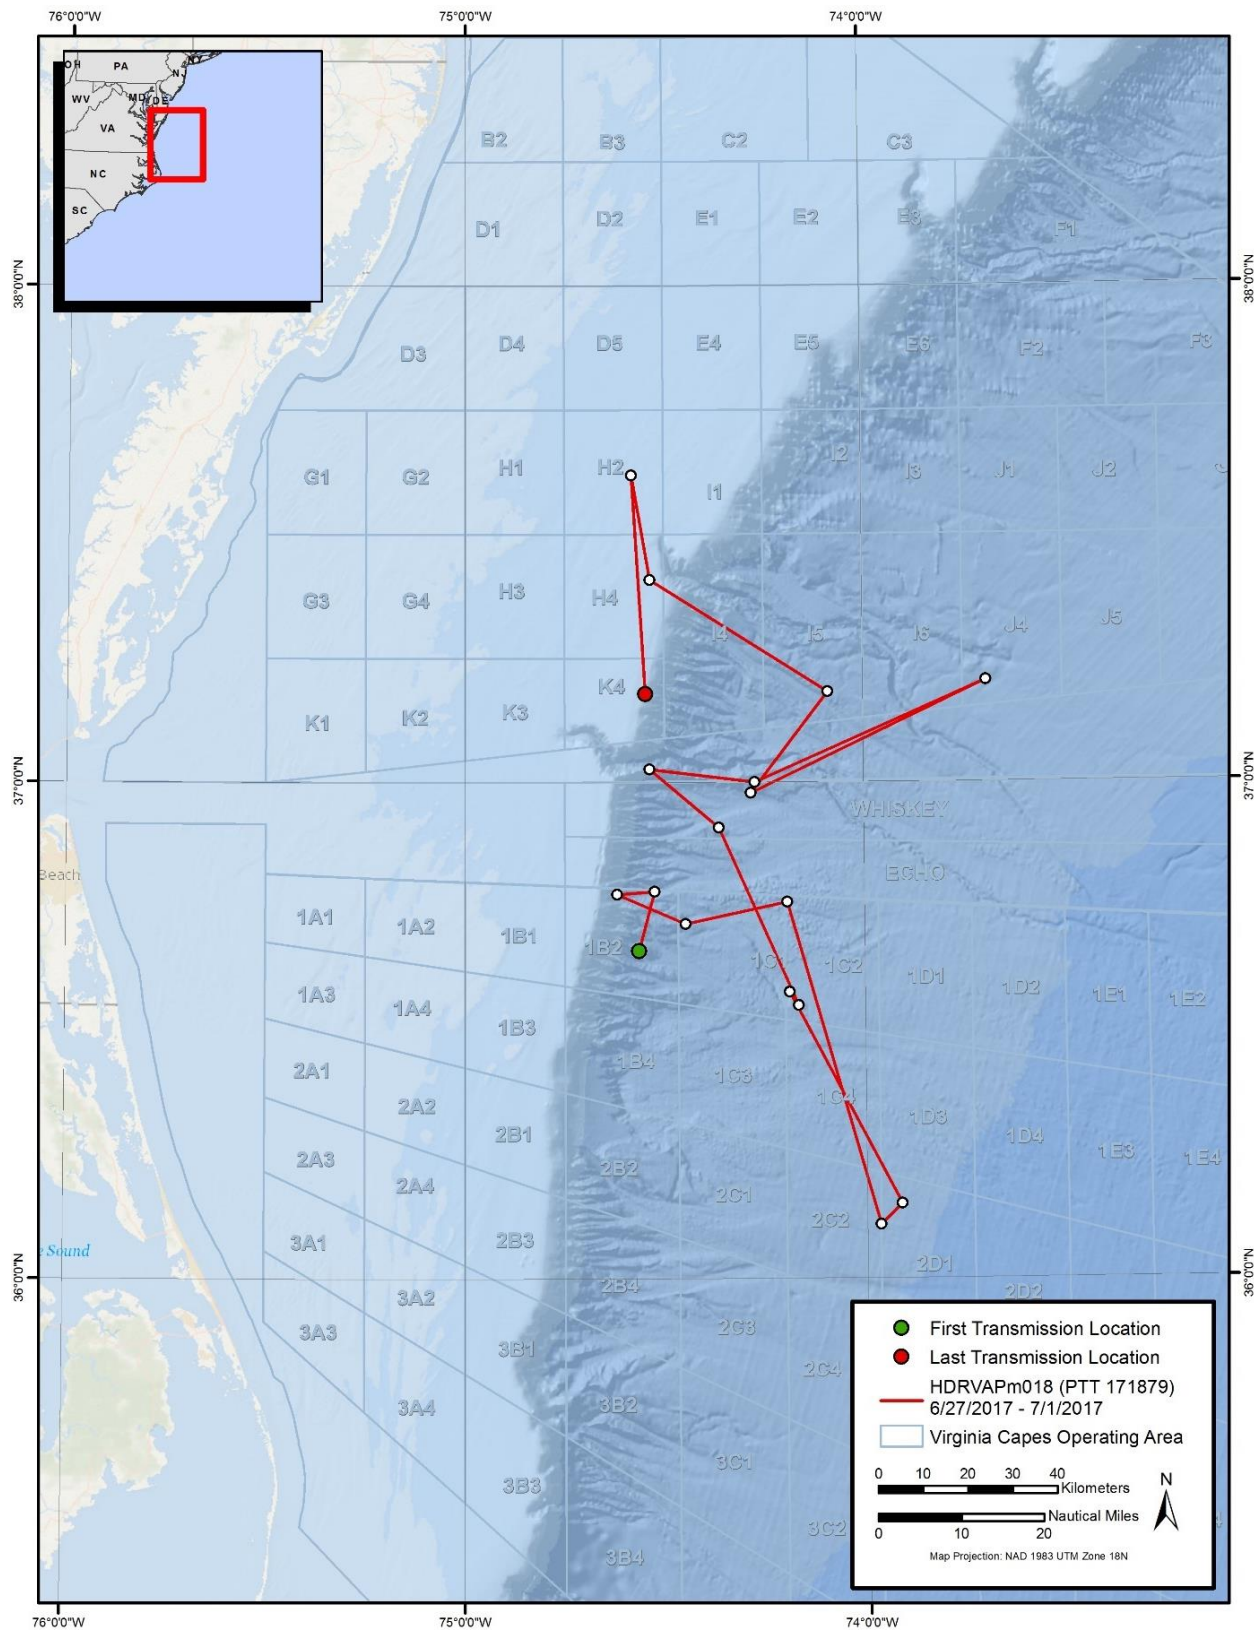 76°0'0"W
75°0'0"W
74°0'0"W
OH
PA
NY
NJ
WV
MD
DE
VA
NC
SC
B2
B3
C2
C3
D1
D2
E1
E2
E3
F1
38°0'0"N
38°0'0"N
D3
D4
D5
E4
E5
E6
F2
F3
G1
G2
H1
H2
I1
I2
I3
J1
J2
G3
G4
H3
H4
I4
I5
I6
J4
J5
K1
K2
K3
K4
37°0'0"N
37°0'0"N
WHISKEY
ECHO
Beach
1A1
1A2
1B1
1B2
1C1
1C2
1D1
1D2
1E1
1E2
1A3
1A4
1B3
1B4
1C3
1C4
1D3
1D4
1E3
1E4
2A1
2A2
2B1
2B2
2C1
2C2
2A3
2A4
2B3
2B4
2D1
2D2
Sound
36°0'0"N
36°0'0"N
3A1
3A2
3A3
3A4
3B1
3B2
2C3
2C4
3B3
3C1
3B4
3C2
First Transmission Location
Last Transmission Location
HDRVAPm018 (PTT 171879)
6/27/2017 - 7/1/2017
Virginia Capes Operating Area
0 10 20 30 40
Kilometers
Nautical Miles
0 10 20
N
Map Projection: NAD 1983 UTM Zone 18N
76°0'0"W
75°0'0"W
74°0'0"W